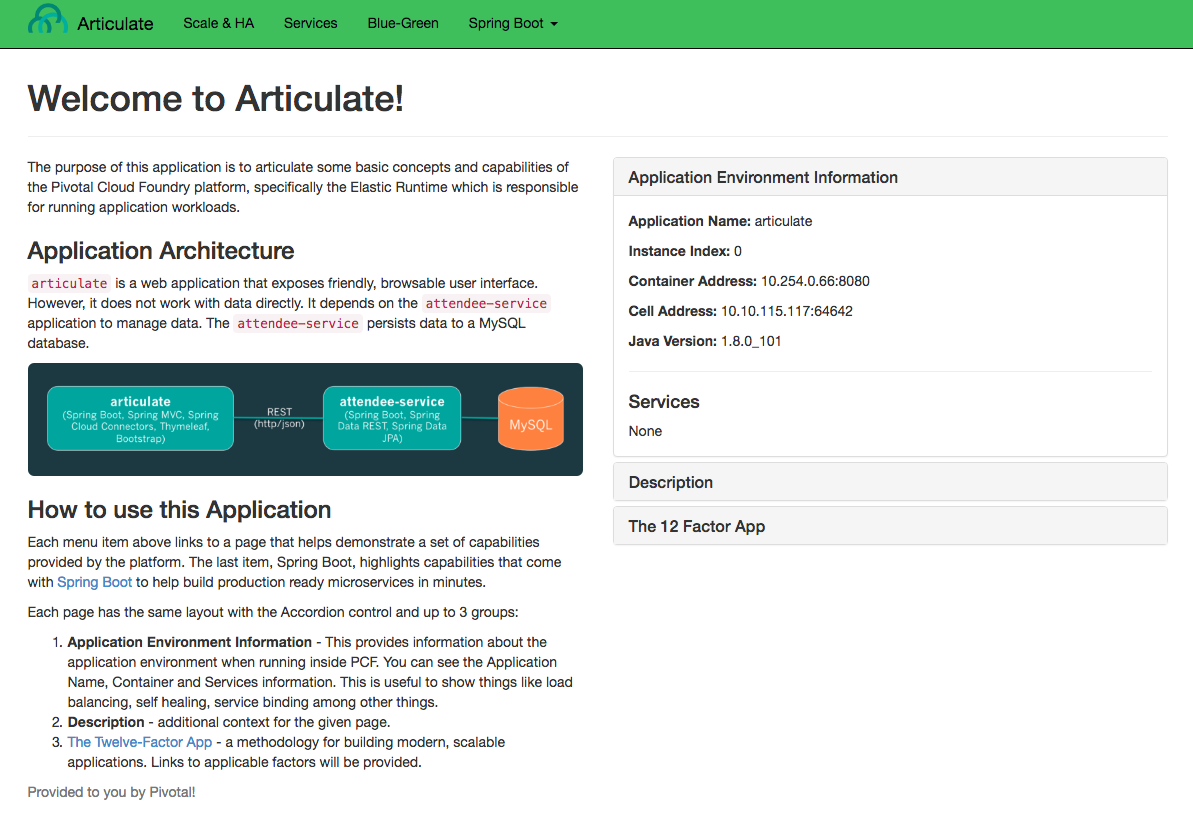 Articulate Scale & HA Services Blue-Green Spring Boot
Welcome to Articulate!
The purpose of this application is to articulate some basic concepts and capabilities of
the Pivotal Cloud Foundry platform, specifically the Elastic Runtime which is responsible
for running application workloads.
Application Architecture
articulate is a web application that exposes friendly, browsable user interface.
However, it does not work with data directly. It depends on the attendee-service
application to manage data. The attendee-service persists data to a MySQL
database.
articulate
(Spring Boot, Spring MVC, Spring
Cloud Connectors, Thymeleaf,
Bootstrap)
REST
(http/json)
attendee-service
(Spring Boot, Spring
Data REST, Spring Data
JPA)
MySQL
How to use this Application
Each menu item above links to a page that helps demonstrate a set of capabilities
provided by the platform. The last item, Spring Boot, highlights capabilities that come
with Spring Boot to help build production ready microservices in minutes.
Each page has the same layout with the Accordion control and up to 3 groups:
1. Application Environment Information - This provides information about the
application environment when running inside PCF. You can see the Application
Name, Container and Services information. This is useful to show things like load
balancing, self healing, service binding among other things.
2. Description - additional context for the given page.
3. The Twelve-Factor App - a methodology for building modern, scalable
applications. Links to applicable factors will be provided.
Provided to you by Pivotal!
Application Environment Information
Application Name: articulate
Instance Index: 0
Container Address: 10.254.0.66:8080
Cell Address: 10.10.115.117:64642
Java Version: 1.8.0_101
Services
None
Description
The 12 Factor App